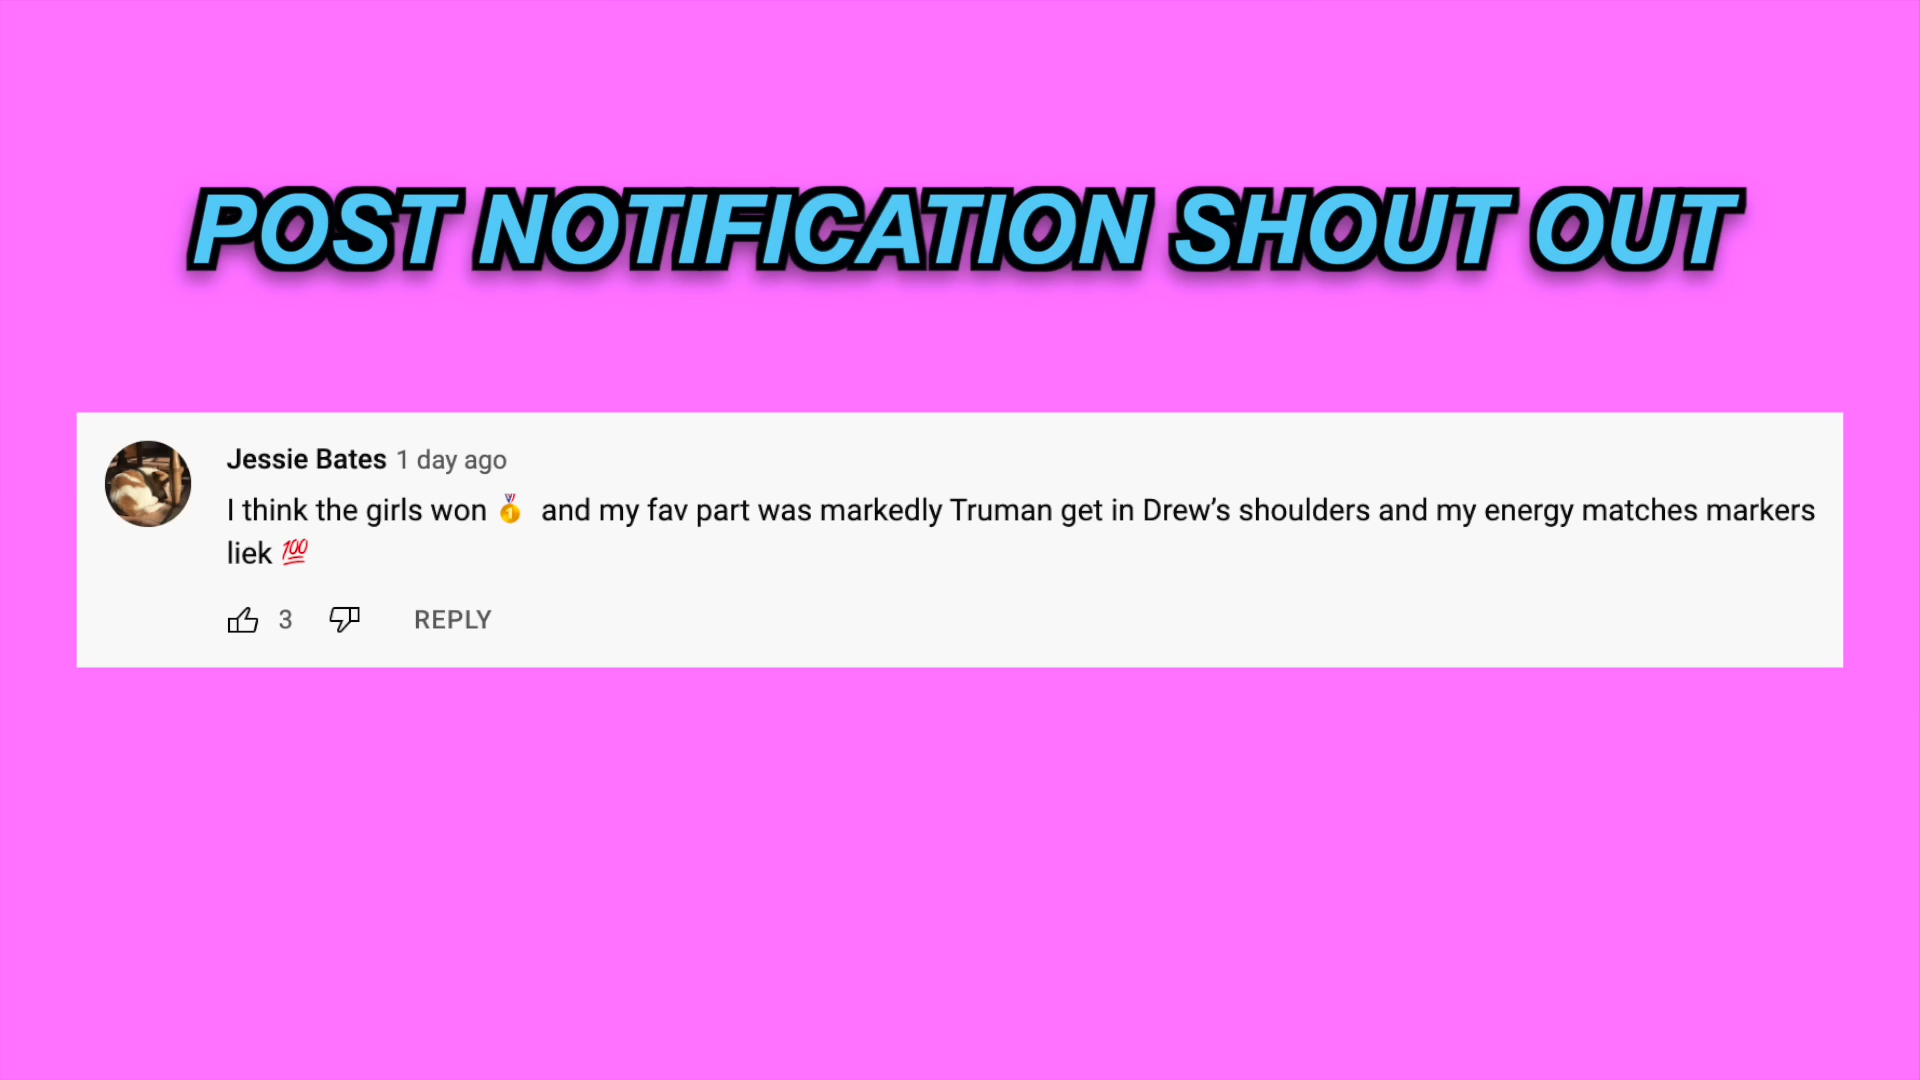 POST NOTIFICATION SHOUT OUT
Jessie Bates 1 day ago
I think the girls won 🥇 and my fav part was markedly Truman get in Drew’s shoulders and my energy matches markers
liek 💯
3 REPLY